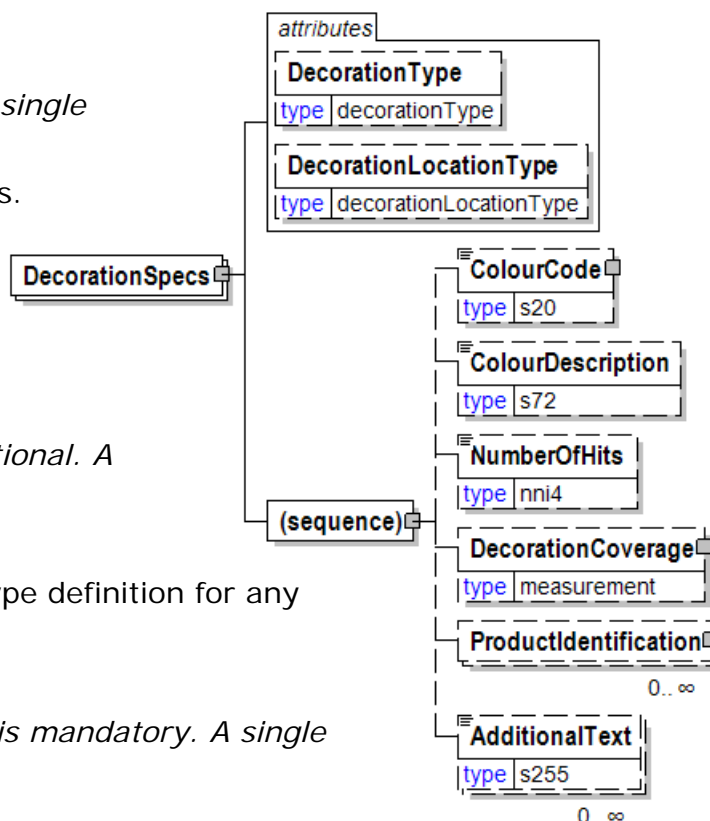 attributes
DecorationType
type decorationType
single
DecorationLocationType
s.
type decorationLocationType
DecorationSpecs
ColourCode
type s20
ColourDescription
type s72
tional. A
NumberOfHits
type nni4
(sequence)
DecorationCoverage
type measurement
pe definition for any
ProductIdentification
0.. ∞
is mandatory. A single
AdditionalText
type s255
0.. ∞